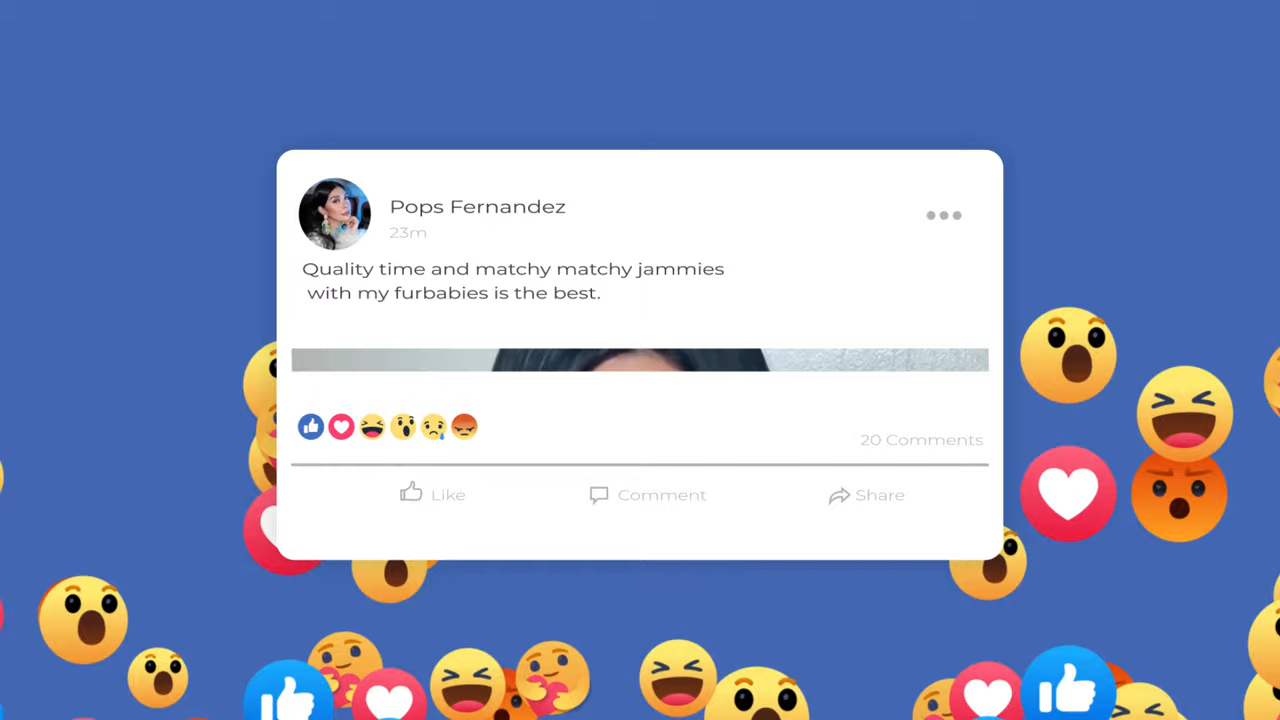 Pops Fernandez
23m
Quality time and matchy matchy jammies
with my furbabies is the best.
20 Comments
Like
Comment
Share